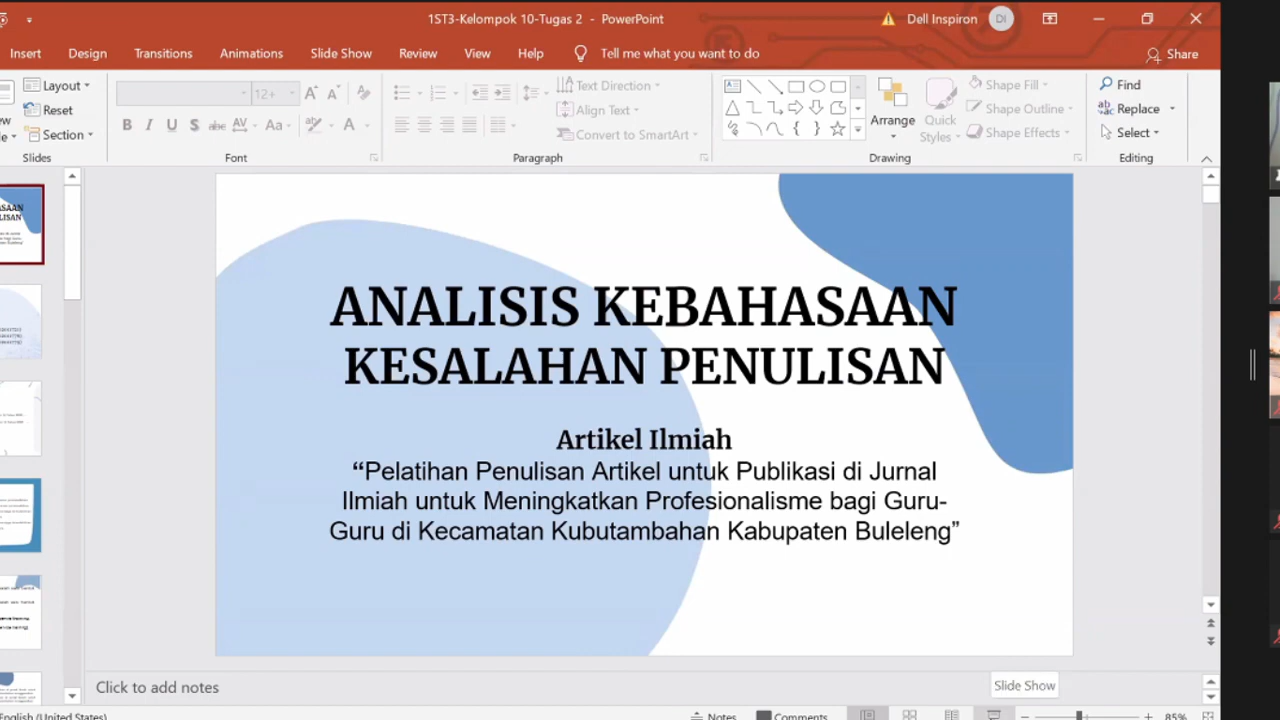 1ST3-Kelompok 10-Tugas 2 - PowerPoint
Dell Inspiron DI
Insert Design Transitions Animations Slide Show Review View Help Tell me what you want to do Share
Layout
Reset
Section
Slides
12+
Font
Text Direction
Align Text
Convert to SmartArt
Paragraph
Arrange
Quick Styles
Shape Fill
Shape Outline
Shape Effects
Drawing
Find
Replace
Select
Editing
ANALISIS KEBAHASAAN
KESALAHAN PENULISAN
Artikel Ilmiah
“Pelatihan Penulisan Artikel untuk Publikasi di Jurnal
Ilmiah untuk Meningkatkan Profesionalisme bagi Guru-
Guru di Kecamatan Kubutambahan Kabupaten Buleleng”
Click to add notes
Slide Show
English (United States)
Notes Comments 85%